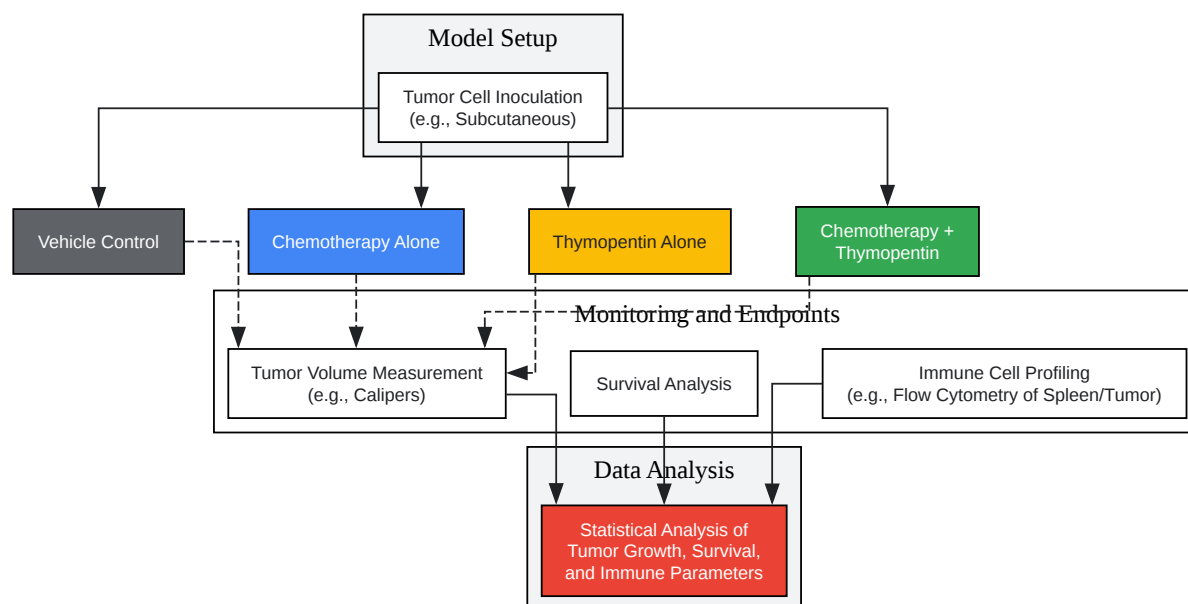 Model Setup
Tumor Cell Inoculation
(e.g., Subcutaneous)
Vehicle Control
Chemotherapy Alone
Thymopentin Alone
Chemotherapy +
Thymopentin
Monitoring and Endpoints
Tumor Volume Measurement
(e.g., Calipers)
Survival Analysis
Immune Cell Profiling
(e.g., Flow Cytometry of Spleen/Tumor)
Data Analysis
Statistical Analysis of
Tumor Growth, Survival,
and Immune Parameters